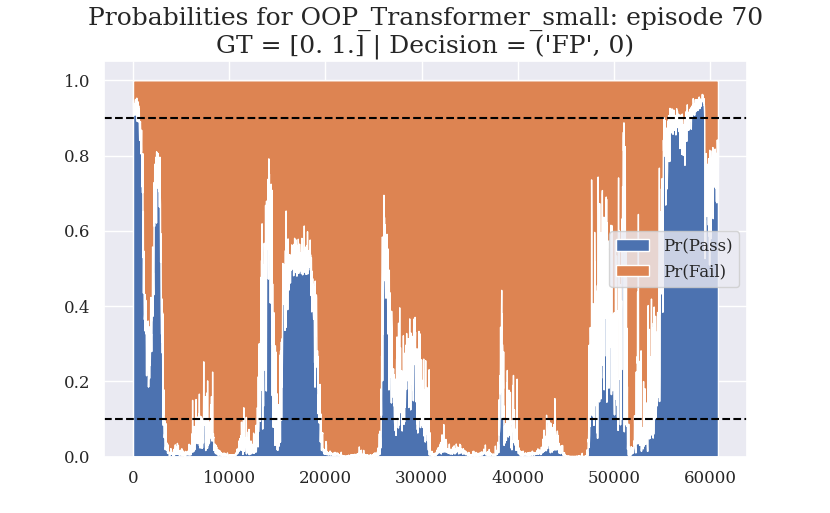 Probabilities for OOP_Transformer_small: episode 70
GT = [0. 1.] | Decision = ('FP', 0)
1.0
0.8
0.6
0.4
0.2
0.0
Pr(Pass)
Pr(Fail)
0 10000 20000 30000 40000 50000 60000